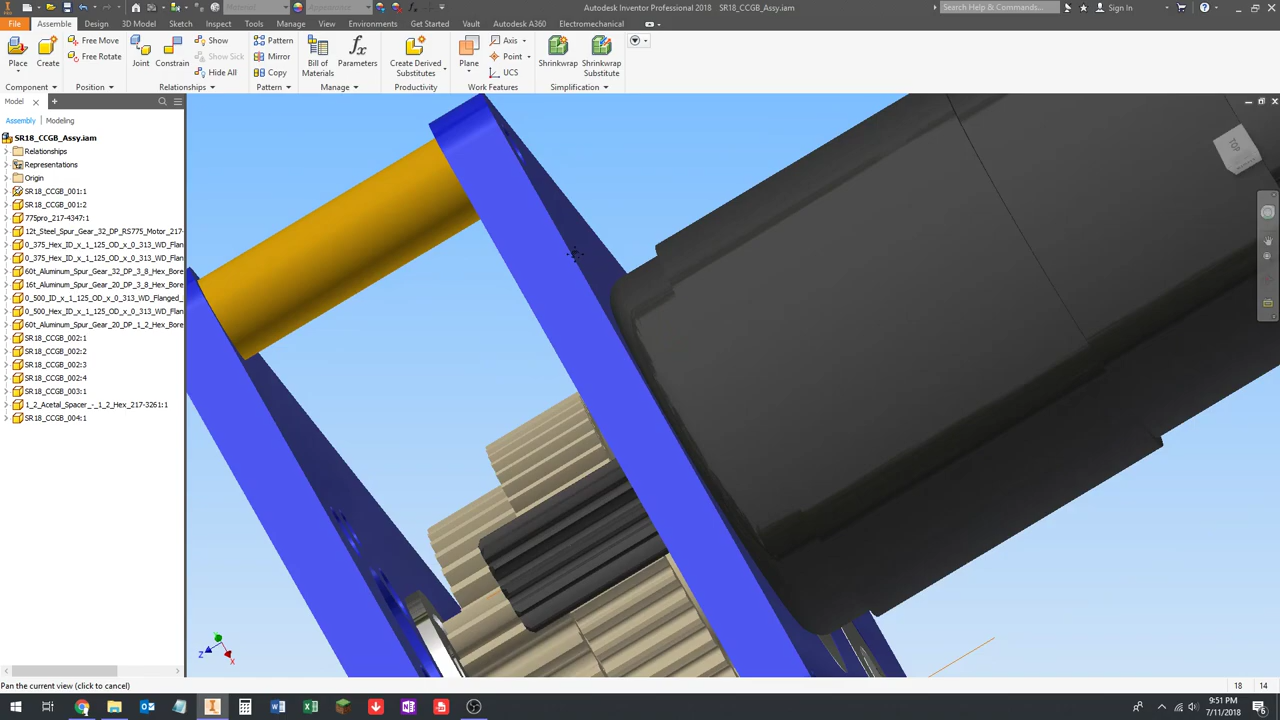 Normal
Appearance
Autodesk Inventor Professional 2018   SR18_CCGB_Assy.iam
Search Help & Commands...
Sign In
File
Assemble
Design
3D Model
Sketch
Inspect
Tools
Manage
View
Environments
Get Started
Vault
Autodesk A360
Electromechanical
Place
Create
Free Move
Free Rotate
Joint
Constrain
Show
Show Sick
Hide All
Pattern
Mirror
Copy
Bill of Materials
Parameters
Create Derived Substitutes
Plane
Axis
Point
UCS
Shrinkwrap
Shrinkwrap Substitute
Component
Position
Relationships
Pattern
Manage
Productivity
Work Features
Simplification
Model
Assembly
Modeling
SR18_CCGB_Assy.iam
Relationships
Representations
Origin
SR18_CCGB_001:1
SR18_CCGB_001:2
775pro_217-4347:1
12t_Steel_Spur_Gear_32_DP_RS775_Motor_217-
0_375_Hex_ID_x_1_125_OD_x_0_313_WD_Flan
0_375_Hex_ID_x_1_125_OD_x_0_313_WD_Flan
60t_Aluminum_Spur_Gear_32_DP_3_8_Hex_Bore
16t_Aluminum_Spur_Gear_20_DP_3_8_Hex_Bore
0_500_ID_x_1_125_OD_x_0_313_WD_Flanged_
0_500_Hex_ID_x_1_125_OD_x_0_313_WD_Flan
60t_Aluminum_Spur_Gear_20_DP_1_2_Hex_Bore
SR18_CCGB_002:1
SR18_CCGB_002:2
SR18_CCGB_002:3
SR18_CCGB_002:4
SR18_CCGB_003:1
1_2_Acetal_Spacer_-_1_2_Hex_217-3261:1
SR18_CCGB_004:1
TOP
Z
X
Pan the current view (click to cancel)
18
14
9:51 PM
7/11/2018